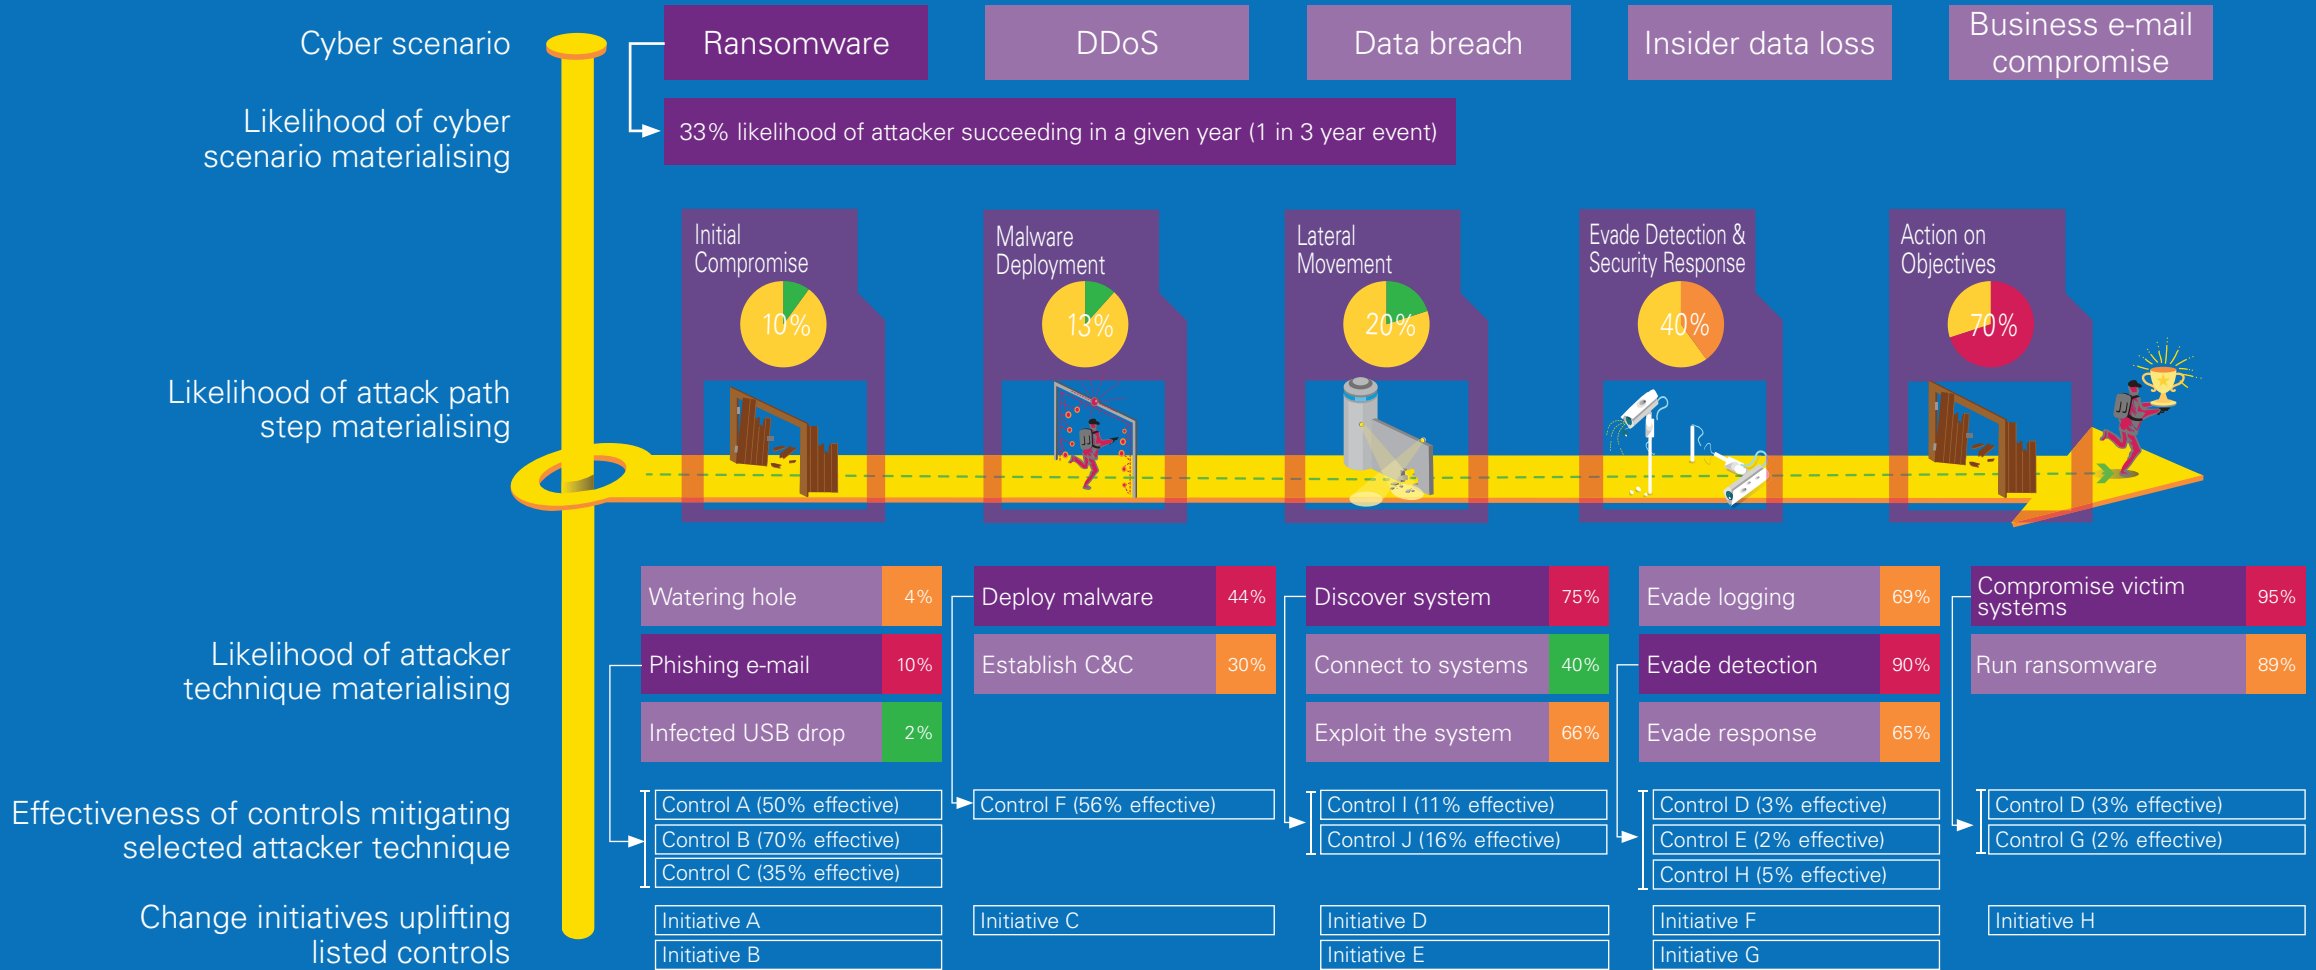 Cyber scenario
Ransomware
DDoS
Data breach
Insider data loss
Business e-mail
compromise
Likelihood of cyber
scenario materialising
33% likelihood of attacker succeeding in a given year (1 in 3 year event)
Likelihood of attack path
step materialising
Initial
Compromise
10%
Malware
Deployment
13%
Lateral
Movement
20%
Evade Detection &
Security Response
40%
Action on
Objectives
70%
Likelihood of attacker
technique materialising
Watering hole
4%
Phishing e-mail
10%
Infected USB drop
2%
Deploy malware
44%
Establish C&C
30%
Discover system
75%
Connect to systems
40%
Exploit the system
66%
Evade logging
69%
Evade detection
90%
Evade response
65%
Compromise victim
systems
95%
Run ransomware
89%
Effectiveness of controls mitigating
selected attacker technique
Control A (50% effective)
Control B (70% effective)
Control C (35% effective)
Control F (56% effective)
Control I (11% effective)
Control J (16% effective)
Control D (3% effective)
Control E (2% effective)
Control H (5% effective)
Control D (3% effective)
Control G (2% effective)
Change initiatives uplifting
listed controls
Initiative A
Initiative B
Initiative C
Initiative D
Initiative E
Initiative F
Initiative G
Initiative H